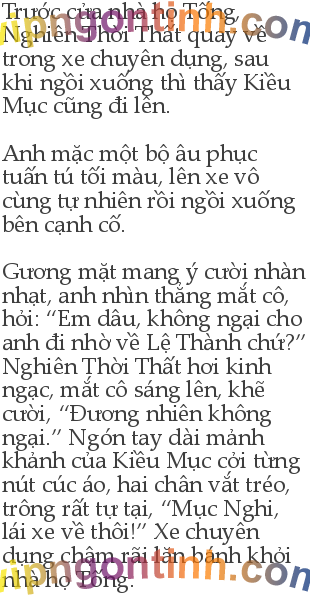 Trước cửa nhà họ Tống,
Nghiên Thời Thất quay về
trong xe chuyên dụng, sau
khi ngồi xuống thì thấy Kiều
Mục cũng đi lên.
Anh mặc một bộ âu phục
tuấn tú tối màu, lên xe vô
cùng tự nhiên rồi ngồi xuống
bên cạnh cố.
Gương mặt mang ý cười nhàn
nhạt, anh nhìn thẳng mắt cô,
hỏi: “Em dâu, không ngại cho
anh đi nhờ về Lệ Thành chứ?”
Nghiên Thời Thất hơi kinh
ngạc, mắt cô sáng lên, khẽ
cười, “Đương nhiên không
ngại.” Ngón tay dài mảnh
khảnh của Kiều Mục cởi từng
nút cúc áo, hai chân vắt tréo,
trông rất tự tại, “Mục Nghi,
lái xe về thôi!” Xe chuyên
dụng chậm rãi lăn bánh khỏi
nhà họ Tống.